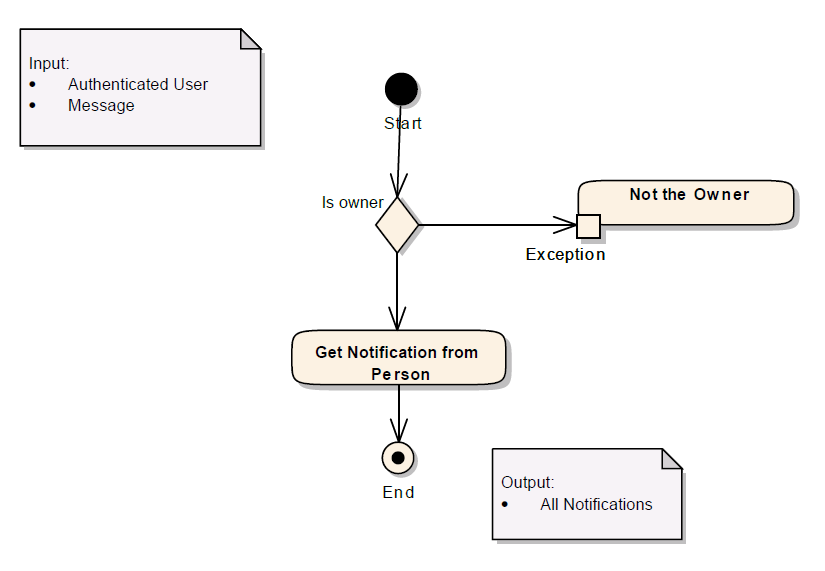 Input:
• Authenticated User
• Message
Start
Is owner
Not the Owner
Exception
Get Notification from
Person
End
Output:
• All Notifications